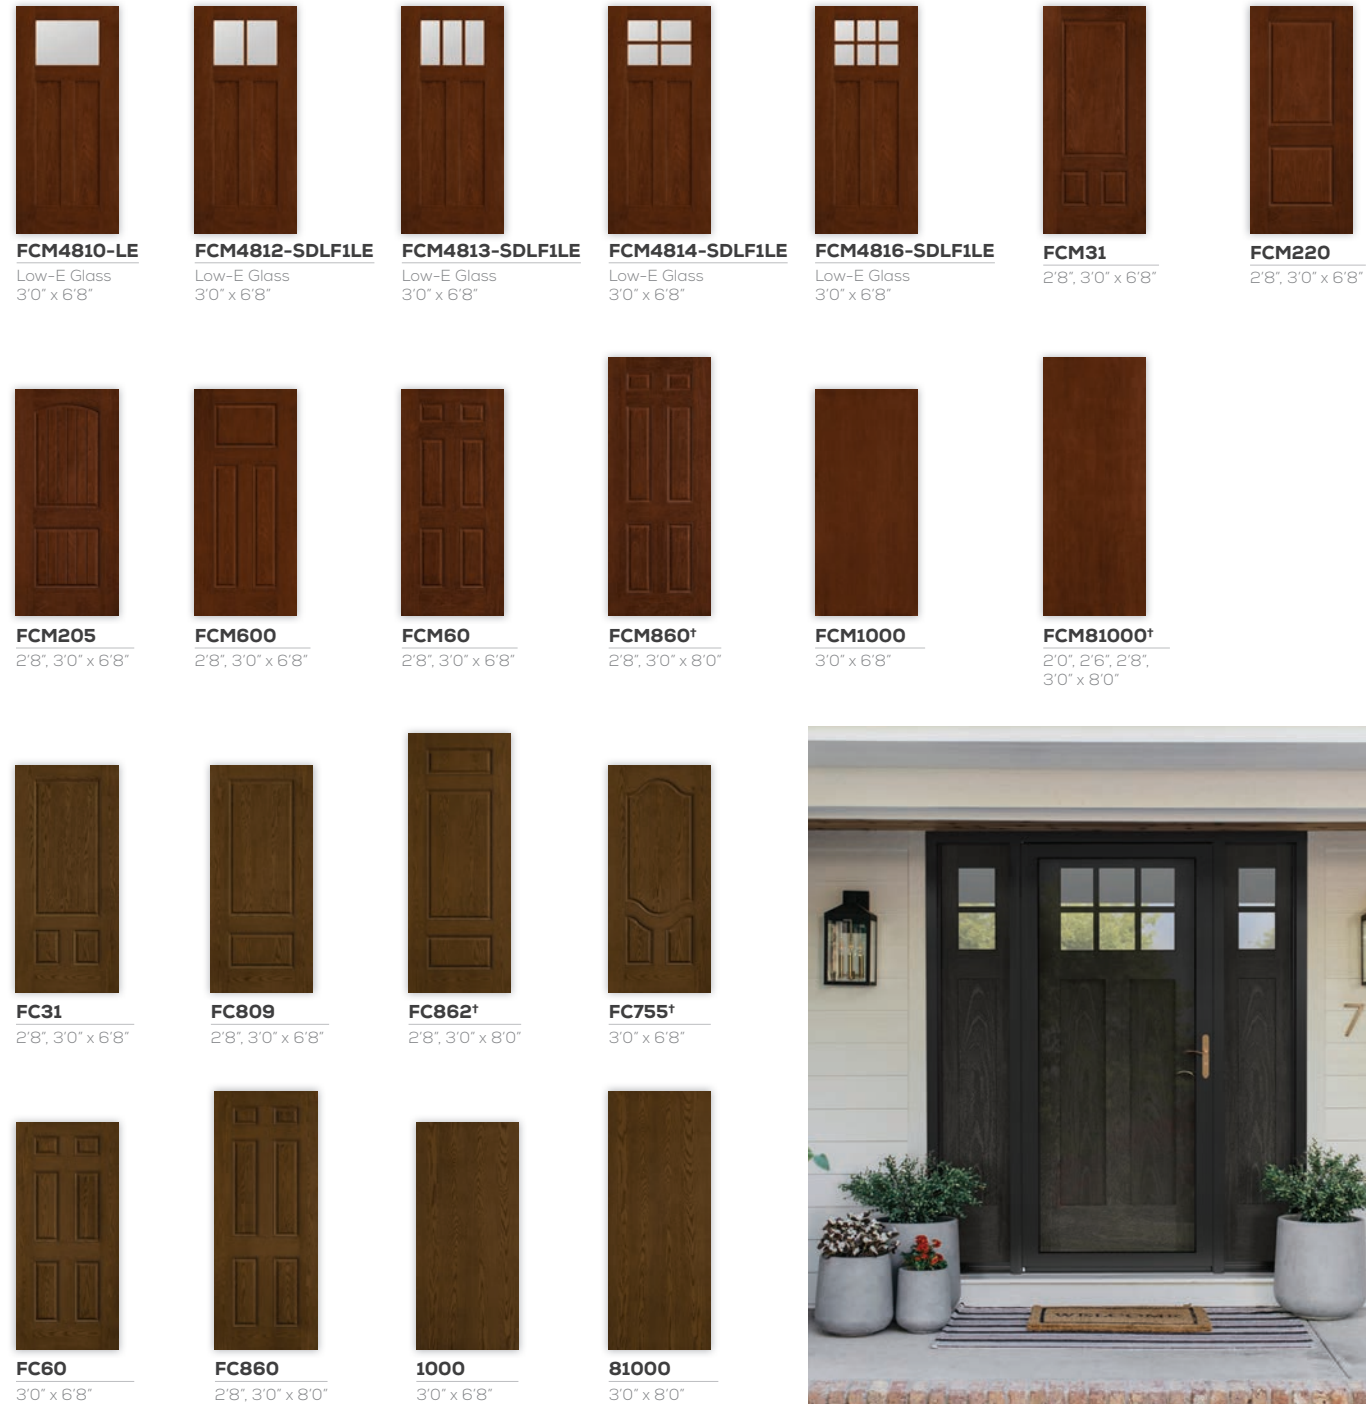 FCM4810-LE
Low-E Glass
3'0" x 6'8"
FCM4812-SDLF1LE
Low-E Glass
3'0" x 6'8"
FCM4813-SDLF1LE
Low-E Glass
3'0" x 6'8"
FCM4814-SDLF1LE
Low-E Glass
3'0" x 6'8"
FCM4816-SDLF1LE
Low-E Glass
3'0" x 6'8"
FCM31
2'8", 3'0" x 6'8"
FCM220
2'8", 3'0" x 6'8"
FCM205
2'8", 3'0" x 6'8"
FCM600
2'8", 3'0" x 6'8"
FCM60
2'8", 3'0" x 6'8"
FCM860†
2'8", 3'0" x 8'0"
FCM1000
3'0" x 6'8"
FCM81000†
2'0", 2'6", 2'8",
3'0" x 8'0"
FC31
2'8", 3'0" x 6'8"
FC809
2'8", 3'0" x 6'8"
FC862†
2'8", 3'0" x 8'0"
FC755†
3'0" x 6'8"
7
WELCOME
FC60
3'0" x 6'8"
FC860
2'8", 3'0" x 8'0"
1000
3'0" x 6'8"
81000
3'0" x 8'0"